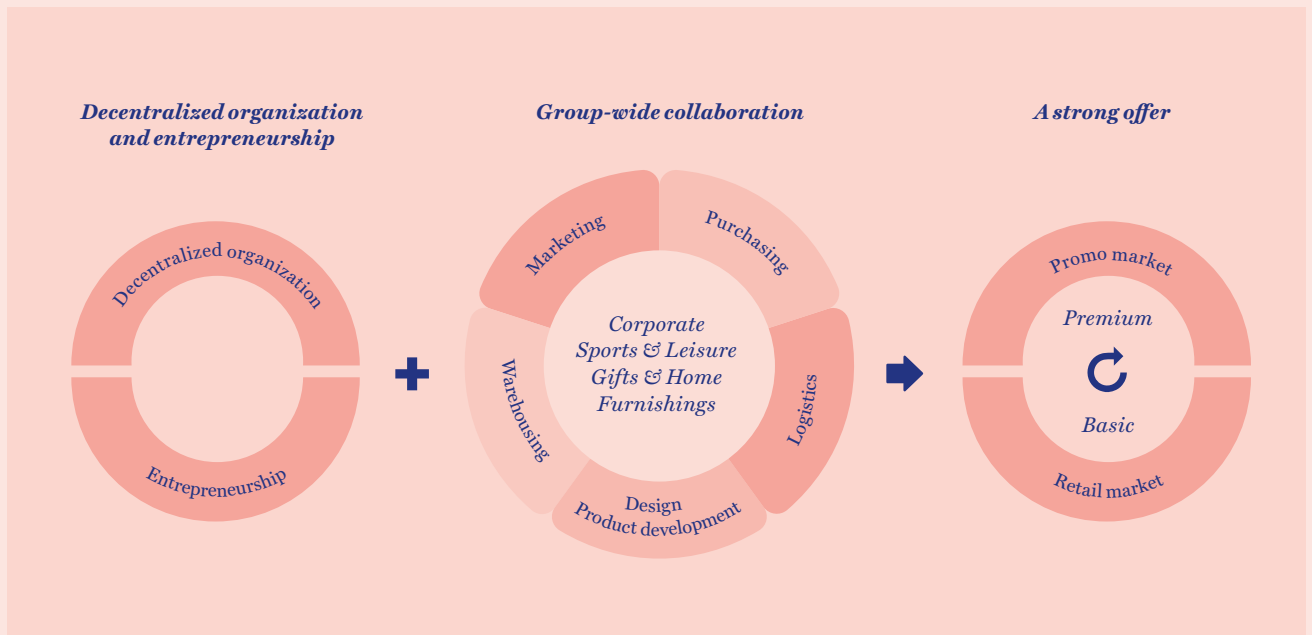 Decentralized organization
and entrepreneurship
Decentralized organization
Entrepreneurship
Group-wide collaboration
Marketing
Purchasing
Warehousing
Logistics
Design
Product development
Corporate
Sports & Leisure
Gifts & Home
Furnishings
A strong offer
Promo market
Premium
Basic
Retail market